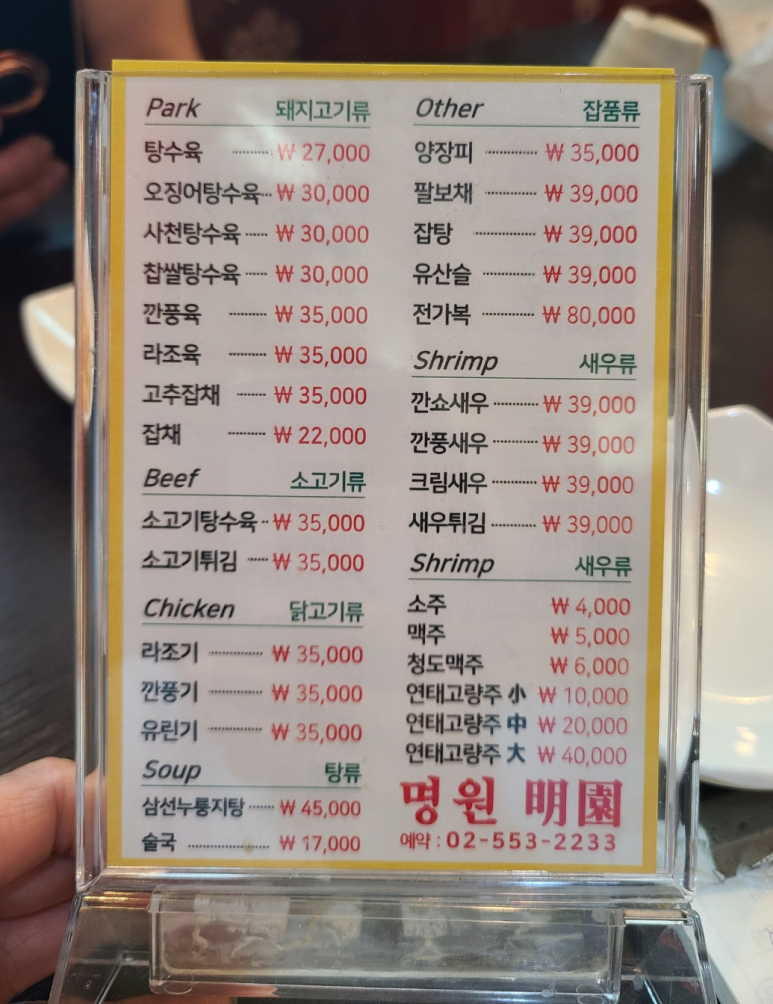 Park 돼지고기류
탕수육 ₩ 27,000
오징어탕수육 ₩ 30,000
사천탕수육 ₩ 30,000
찹쌀탕수육 ₩ 30,000
깐풍육 ₩ 35,000
라조육 ₩ 35,000
고추잡채 ₩ 35,000
잡채 ₩ 22,000
Beef 소고기류
소고기탕수육 ₩ 35,000
소고기튀김 ₩ 35,000
Chicken 닭고기류
라조기 ₩ 35,000
깐풍기 ₩ 35,000
유린기 ₩ 35,000
Soup 탕류
삼선누룽지탕 ₩ 45,000
술국 ₩ 17,000
Other 잡품류
양장피 ₩ 35,000
팔보채 ₩ 39,000
잡탕 ₩ 39,000
유산슬 ₩ 39,000
전가복 ₩ 80,000
Shrimp 새우류
깐쇼새우 ₩ 39,000
깐풍새우 ₩ 39,000
크림새우 ₩ 39,000
새우튀김 ₩ 39,000
Shrimp 새우류
소주 ₩ 4,000
맥주 ₩ 5,000
청도맥주 ₩ 6,000
연태고량주 小 ₩ 10,000
연태고량주 中 ₩ 20,000
연태고량주 大 ₩ 40,000
명원 明園
예약 : 02-553-2233